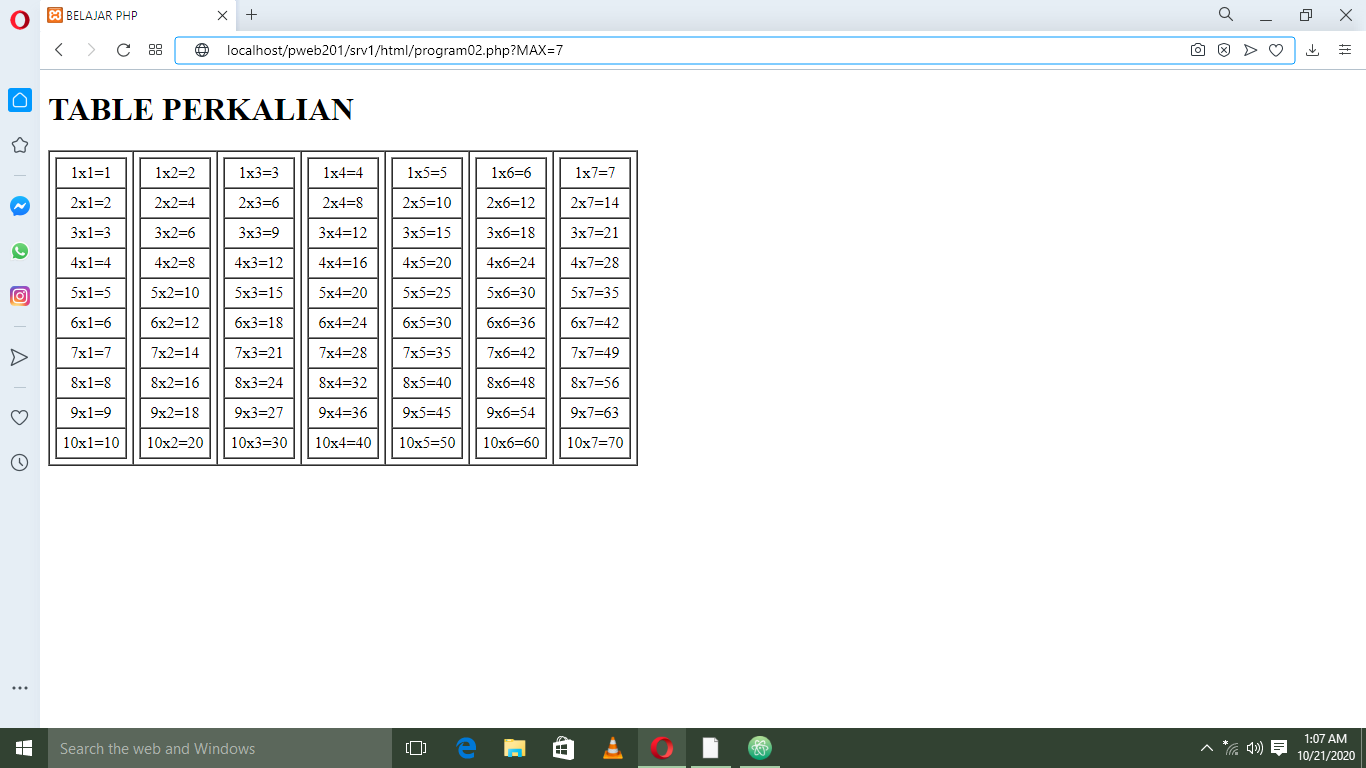 BELAJAR PHP
localhost/pweb201/srv1/html/program02.php?MAX=7
TABLE PERKALIAN
1x1=1 1x2=2 1x3=3 1x4=4 1x5=5 1x6=6 1x7=7
2x1=2 2x2=4 2x3=6 2x4=8 2x5=10 2x6=12 2x7=14
3x1=3 3x2=6 3x3=9 3x4=12 3x5=15 3x6=18 3x7=21
4x1=4 4x2=8 4x3=12 4x4=16 4x5=20 4x6=24 4x7=28
5x1=5 5x2=10 5x3=15 5x4=20 5x5=25 5x6=30 5x7=35
6x1=6 6x2=12 6x3=18 6x4=24 6x5=30 6x6=36 6x7=42
7x1=7 7x2=14 7x3=21 7x4=28 7x5=35 7x6=42 7x7=49
8x1=8 8x2=16 8x3=24 8x4=32 8x5=40 8x6=48 8x7=56
9x1=9 9x2=18 9x3=27 9x4=36 9x5=45 9x6=54 9x7=63
10x1=10 10x2=20 10x3=30 10x4=40 10x5=50 10x6=60 10x7=70
Search the web and Windows
1:07 AM
10/21/2020